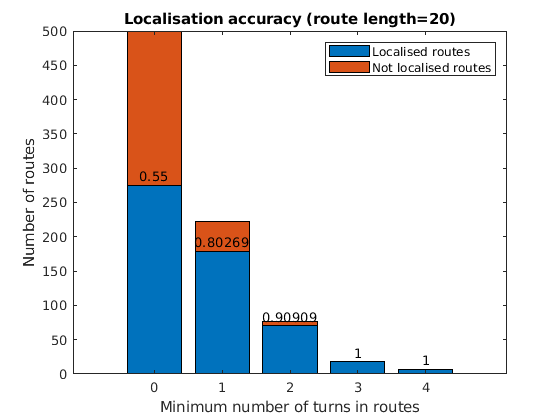 Localisation accuracy (route length=20)
Localised routes
Not localised routes
500
450
400
350
300
250
200
150
100
50
0
Number of routes
0.55
0.80269
0.90909
1
1
0 1 2 3 4
Minimum number of turns in routes